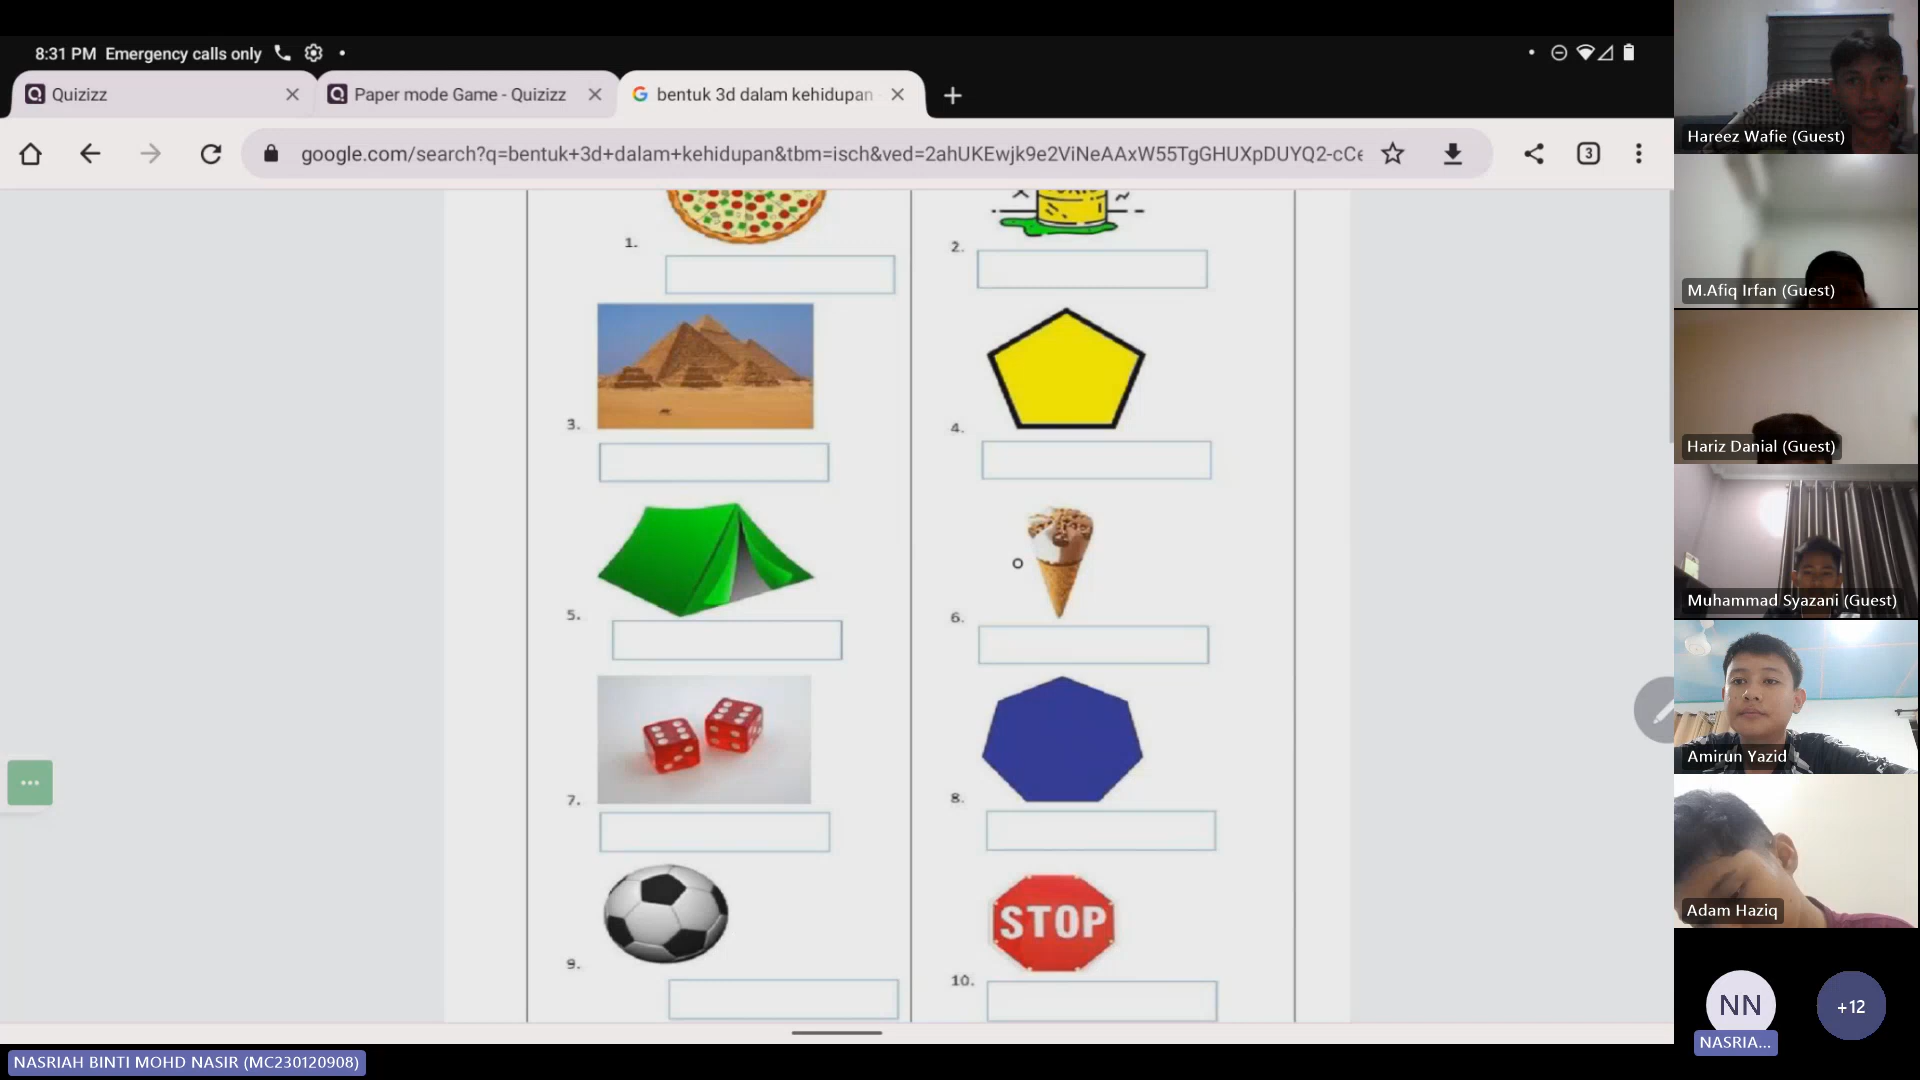 8:31 PM Emergency calls only
Quizizz
Paper mode Game - Quizizz
bentuk 3d dalam kehidupan
google.com/search?q=bentuk+3d+dalam+kehidupan&tbm=isch&ved=2ahUKEwjk9e2ViNeAAxW55TgGHUXpDUYQ2-cCe
3
1.
2.
3.
4.
5.
6.
7.
8.
9.
STOP
10.
Hareez Wafie (Guest)
M.Afiq Irfan (Guest)
Hariz Danial (Guest)
Muhammad Syazani (Guest)
Amirun Yazid
Adam Haziq
NN
+12
NASRIA...
NASRIAH BINTI MOHD NASIR (MC230120908)